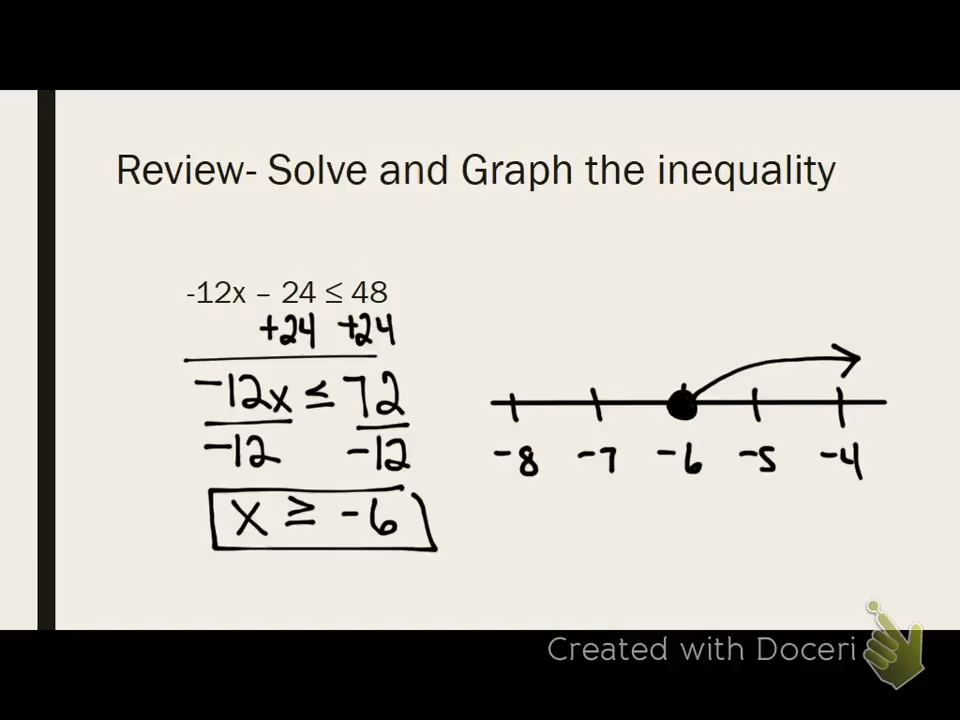 Review- Solve and Graph the inequality
-12x – 24 ≤ 48
+24 +24
-12x ≤ 72
-12 -12
x ≥ -6
-8 -7 -6 -5 -4
Created with Doceri